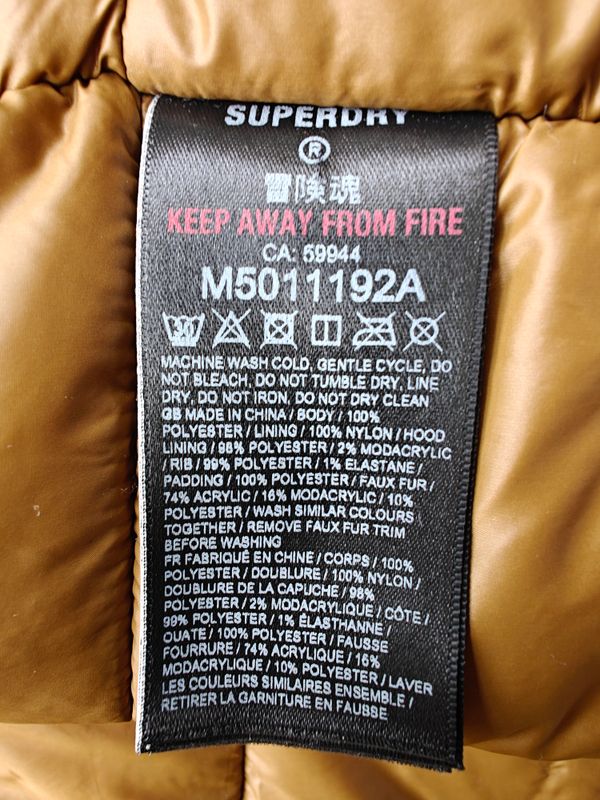 SUPERDRY
®
冒険魂
KEEP AWAY FROM FIRE
CA: 59944
M5011192A
30
MACHINE WASH COLD, GENTLE CYCLE, DO
NOT BLEACH, DO NOT TUMBLE DRY, LINE
DRY, DO NOT IRON, DO NOT DRY CLEAN
GB MADE IN CHINA / BODY / 100%
POLYESTER / LINING / 100% NYLON / HOOD
LINING / 98% POLYESTER / 2% MODACRYLIC
/ RIB / 99% POLYESTER / 1% ELASTANE /
PADDING / 100% POLYESTER / FAUX FUR /
74% ACRYLIC / 16% MODACRYLIC / 10%
POLYESTER / WASH SIMILAR COLOURS
TOGETHER / REMOVE FAUX FUR TRIM
BEFORE WASHING
FR FABRIQUÉ EN CHINE / CORPS / 100%
POLYESTER / DOUBLURE / 100% NYLON /
DOUBLURE DE LA CAPUCHE / 98%
POLYESTER / 2% MODACRYLIQUE / CÔTE /
99% POLYESTER / 1% ÉLASTHANNE /
OUATE / 100% POLYESTER / FAUSSE
FOURRURE / 74% ACRYLIQUE / 16%
MODACRYLIQUE / 10% POLYESTER / LAVER
LES COULEURS SIMILAIRES ENSEMBLE /
RETIRER LA GARNITURE EN FAUSSE